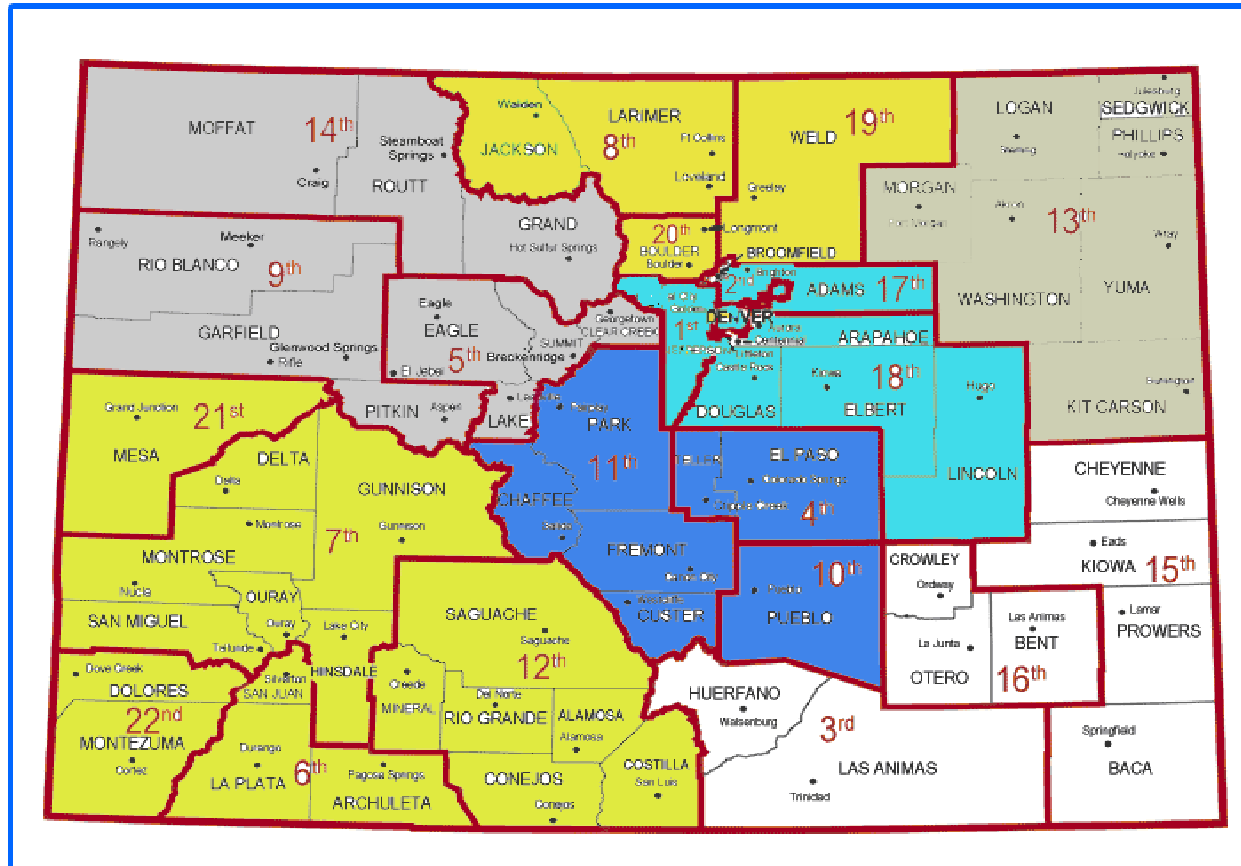 MOFFAT
14th
Steamboat
Springs
Craig
ROUTT
Walden
JACKSON
LARIMER
8th
Ft Collins
Loveland
WELD
19th
Greeley
LOGAN
Sterling
Julesburg
SEDGWICK
PHILLIPS
Holyoke
MORGAN
Fort Morgan
Akron
13th
Wray
WASHINGTON
YUMA
Burlington
KIT CARSON
Rangely
Meeker
RIO BLANCO
9th
GARFIELD
Glenwood Springs
Rifle
GRAND
Hot Sulfur Springs
20th
Longmont
BOULDER
Boulder
BROOMFIELD
2nd
Brighton
ADAMS
17th
Eagle
EAGLE
5th
El Jebel
Georgetown
CLEAR CREEK
SUMMIT
Breckenridge
1st
DENVER
Aurora
Centennial
Littleton
Castle Rock
ARAPAHOE
Kiowa
18th
Hugo
DOUGLAS
ELBERT
LINCOLN
PITKIN
Aspen
LAKE
PARK
Grand Junction
21st
MESA
DELTA
Delta
GUNNISON
Gunnison
Montrose
7th
MONTROSE
Nucla
OURAY
Ouray
SAN MIGUEL
Telluride
Lake City
11th
CHAFFEE
Salida
FREMONT
CUSTER
TELLER
EL PASO
4th
10th
Pueblo
PUEBLO
CHEYENNE
Cheyenne Wells
Eads
KIOWA
15th
CROWLEY
Ordway
Las Animas
BENT
Lamar
PROWERS
La Junta
OTERO
16th
SAGUACHE
Saguache
12th
Dove Creek
DOLORES
22nd
MONTEZUMA
Cortez
Silverton
SAN JUAN
HINSDALE
Creede
MINERAL
Del Norte
RIO GRANDE
ALAMOSA
Alamosa
Durango
LA PLATA
6th
Pagosa Springs
ARCHULETA
CONEJOS
Conejos
COSTILLA
San Luis
HUERFANO
Walsenburg
3rd
LAS ANIMAS
Trinidad
Springfield
BACA